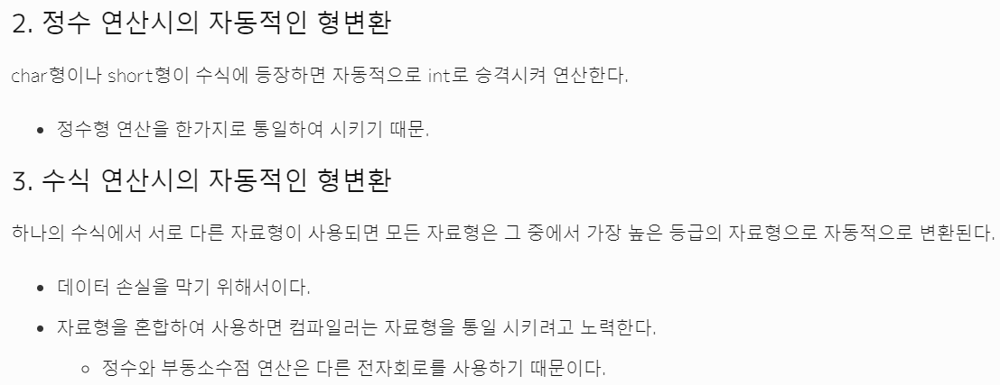 2. 정수 연산시의 자동적인 형변환
char형이나 short형이 수식에 등장하면 자동적으로 int로 승격시켜 연산한다.
• 정수형 연산을 한가지로 통일하여 시키기 때문.
3. 수식 연산시의 자동적인 형변환
하나의 수식에서 서로 다른 자료형이 사용되면 모든 자료형은 그 중에서 가장 높은 등급의 자료형으로 자동적으로 변환된다.
• 데이터 손실을 막기 위해서이다.
• 자료형을 혼합하여 사용하면 컴파일러는 자료형을 통일 시키려고 노력한다.
◦ 정수와 부동소수점 연산은 다른 전자회로를 사용하기 때문이다.